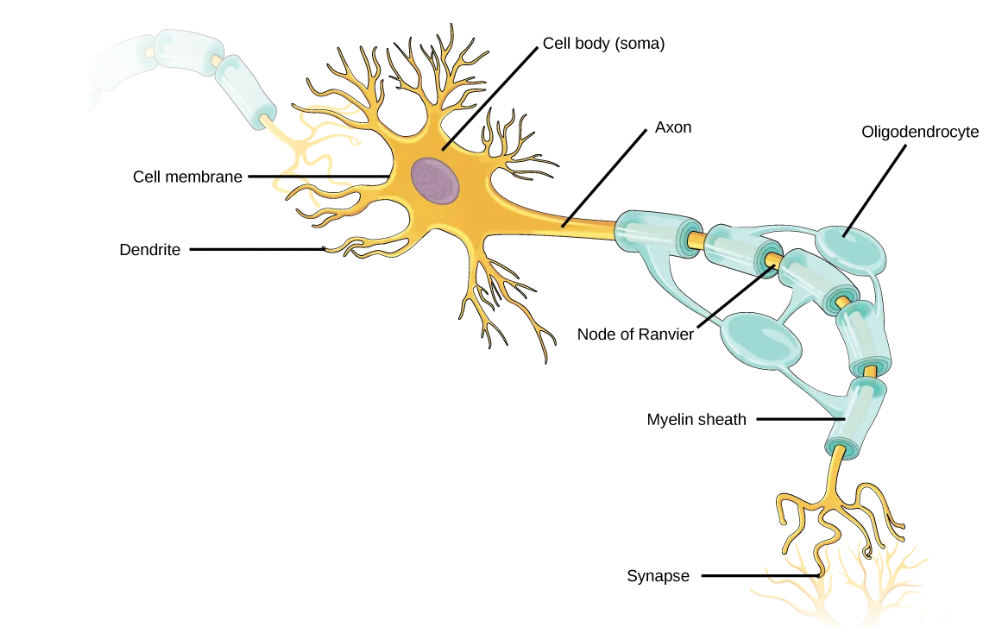 Cell body (soma)
Axon
Oligodendrocyte
Cell membrane
Dendrite
Node of Ranvier
Myelin sheath
Synapse